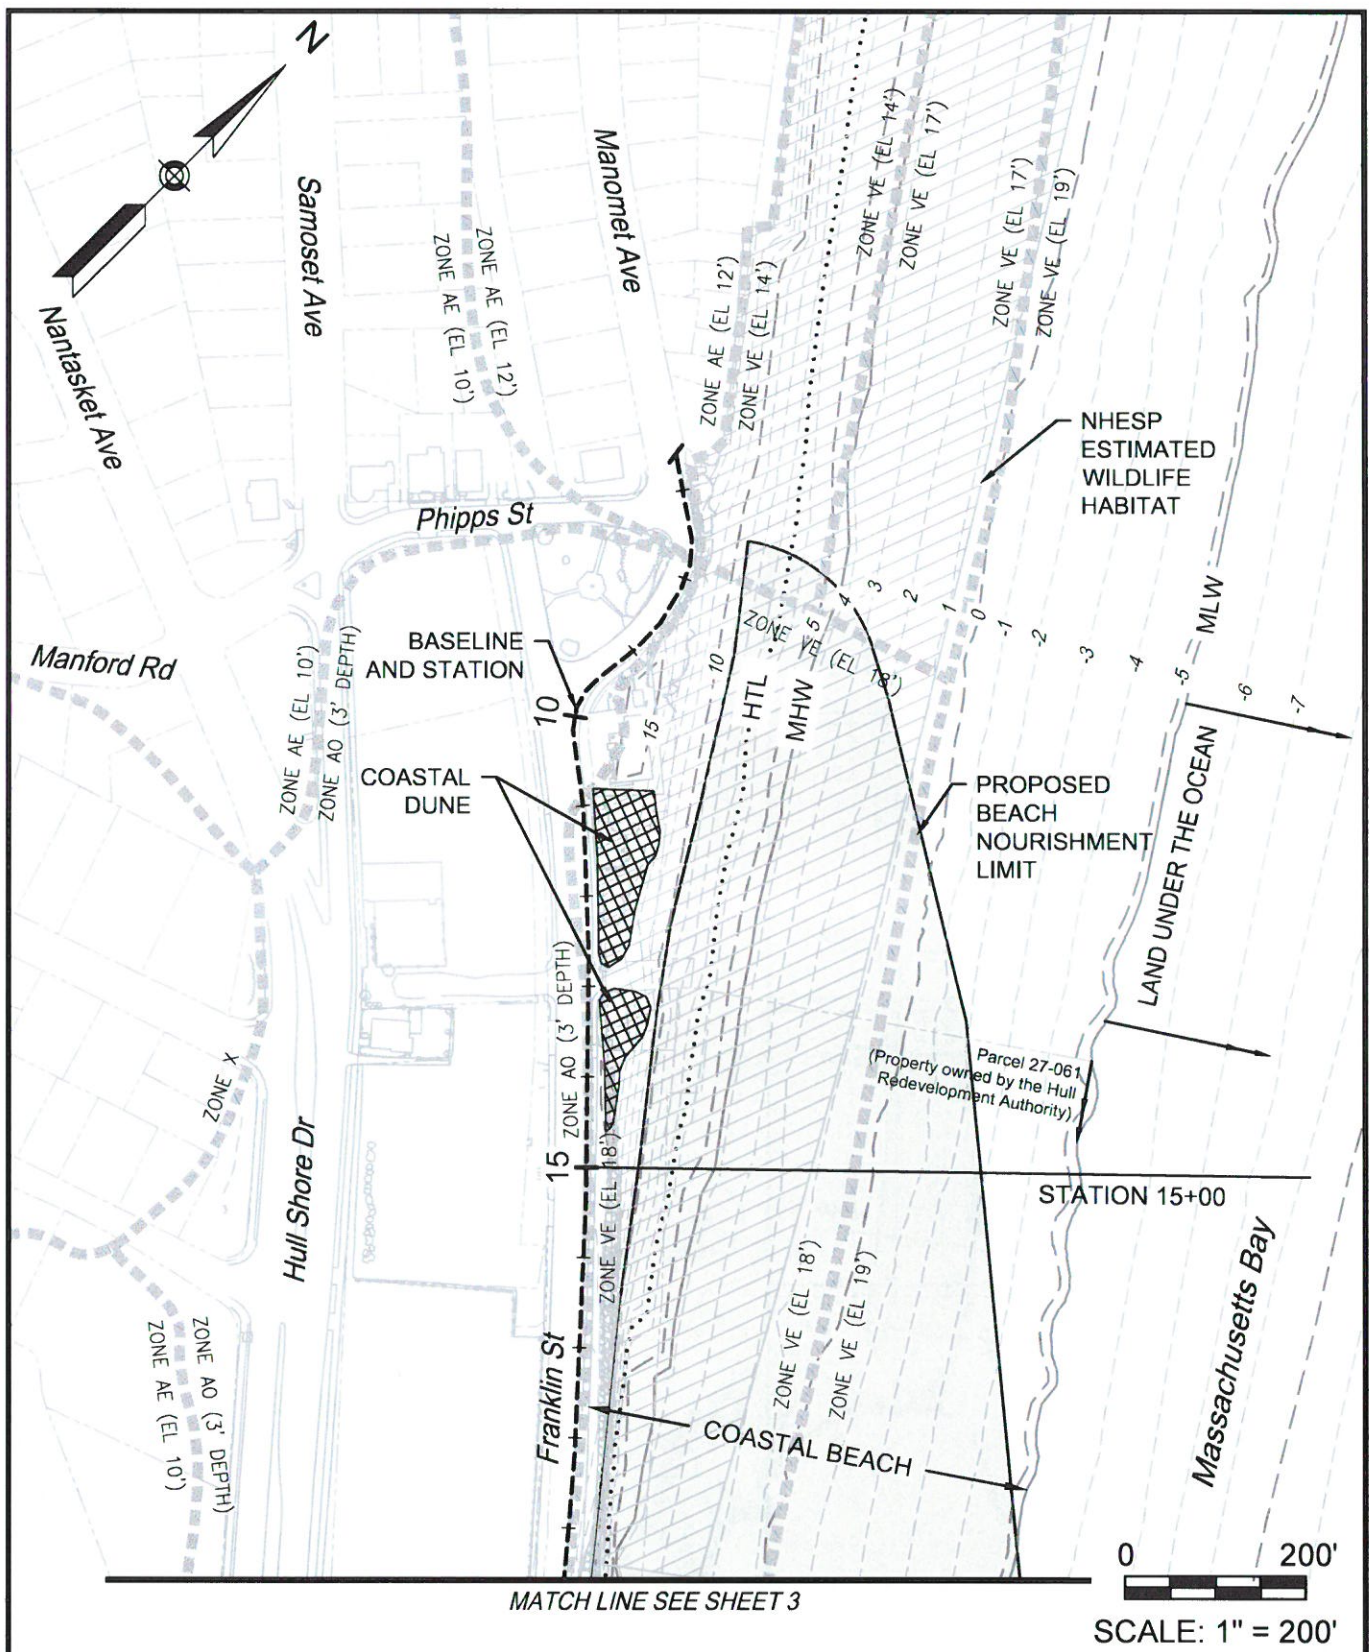 N
Nantasket Ave
Samoset Ave
Manomet Ave
ZONE AE (EL 10')
ZONE AE (EL 12')
ZONE AE (EL 12')
ZONE VE (EL 14')
ZONE VE (EL 14')
ZONE VE (EL 17')
ZONE VE (EL 17')
ZONE VE (EL 19')
NHESP
ESTIMATED
WILDLIFE
HABITAT
Phipps St
Manford Rd
BASELINE
AND STATION
10
COASTAL
DUNE
ZONE AE (EL 10')
ZONE AO (3' DEPTH)
15
10
HTL
MHW
5
4
3
2
1
0
-1
-2
-3
-4
-5
MLW
-6
-7
ZONE VE (EL 18')
PROPOSED
BEACH
NOURISHMENT
LIMIT
LAND UNDER THE OCEAN
ZONE AO (3' DEPTH)
Parcel 27-061
(Property owned by the Hull
Redevelopment Authority)
ZONE X
Hull Shore Dr
15
STATION 15+00
ZONE VE (EL 18')
ZONE VE (EL 18')
ZONE VE (EL 19')
Massachusetts Bay
ZONE AO (3' DEPTH)
ZONE AE (EL 10')
Franklin St
COASTAL BEACH
MATCH LINE SEE SHEET 3
0 200'
SCALE: 1" = 200'